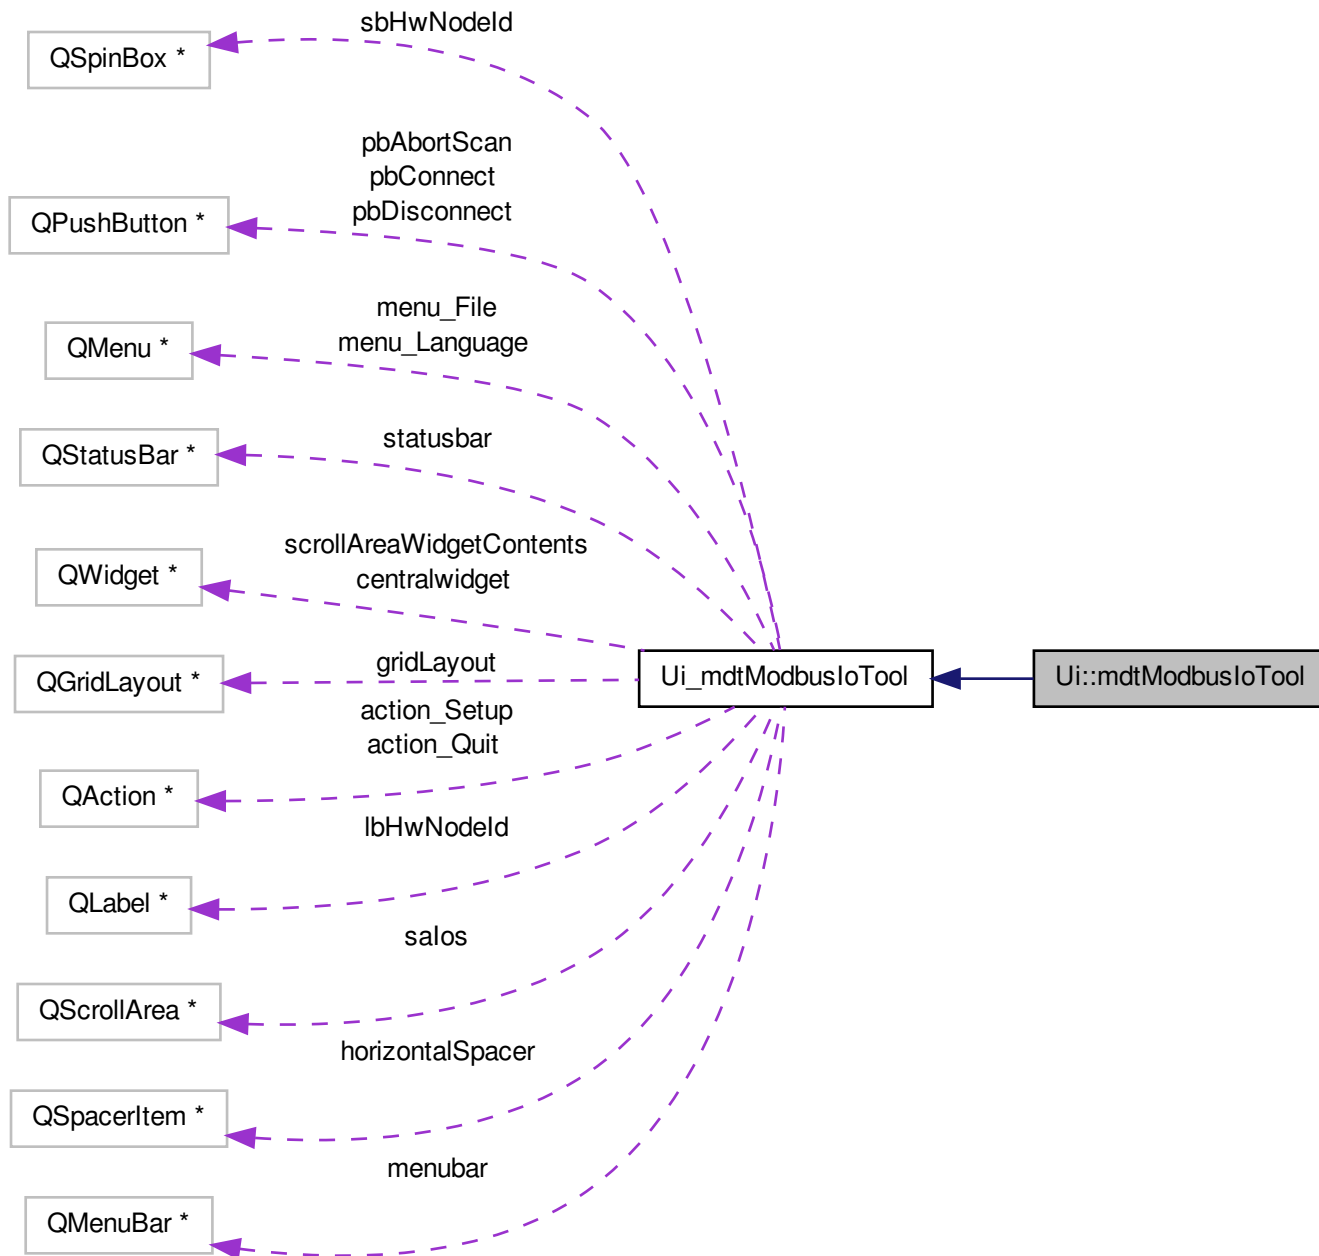 sbHwNodeId
QSpinBox *
pbAbortScan
pbConnect
pbDisconnect
QPushButton *
menu_File
menu_Language
QMenu *
statusbar
QStatusBar *
scrollAreaWidgetContents
centralwidget
QWidget *
gridLayout
QGridLayout *
Ui_mdtModbusIoTool
Ui::mdtModbusIoTool
action_Setup
action_Quit
QAction *
lbHwNodeId
QLabel *
saIos
QScrollArea *
horizontalSpacer
QSpacerItem *
menubar
QMenuBar *